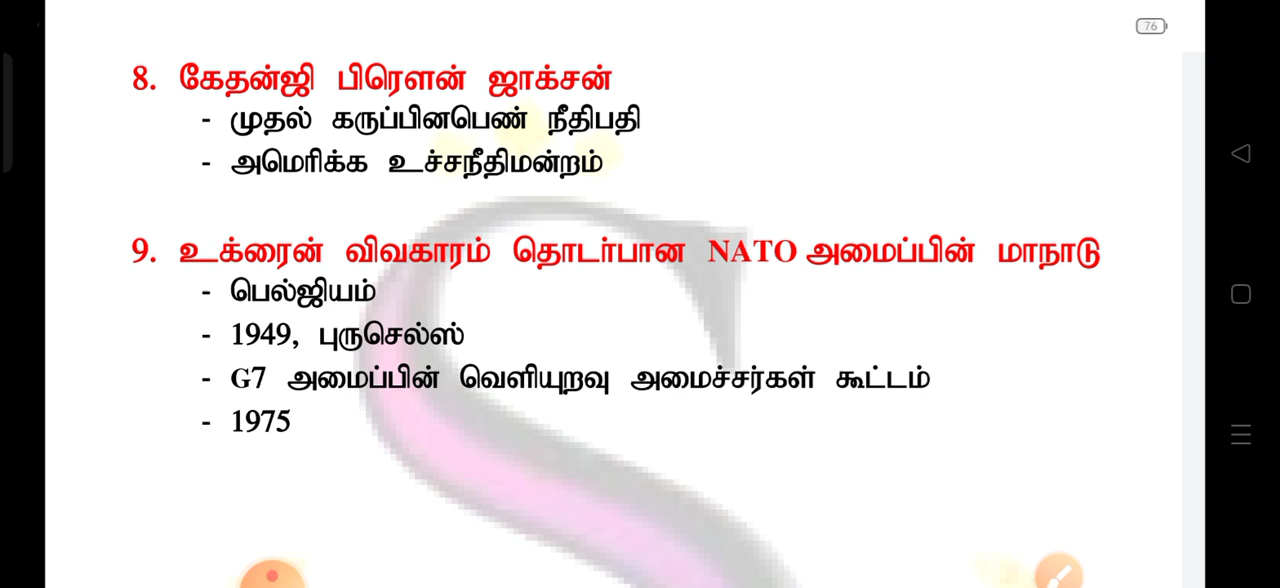 76
8. கேதன்ஜி பிரௌன் ஜாக்சன்
- முதல் கருப்பினபெண் நீதிபதி
- அமெரிக்க உச்சநீதிமன்றம்
9. உக்ரைன் விவகாரம் தொடர்பான NATO அமைப்பின் மாநாடு
- பெல்ஜியம்
- 1949, புருசெல்ஸ்
- G7 அமைப்பின் வெளியுறவு அமைச்சர்கள் கூட்டம்
- 1975